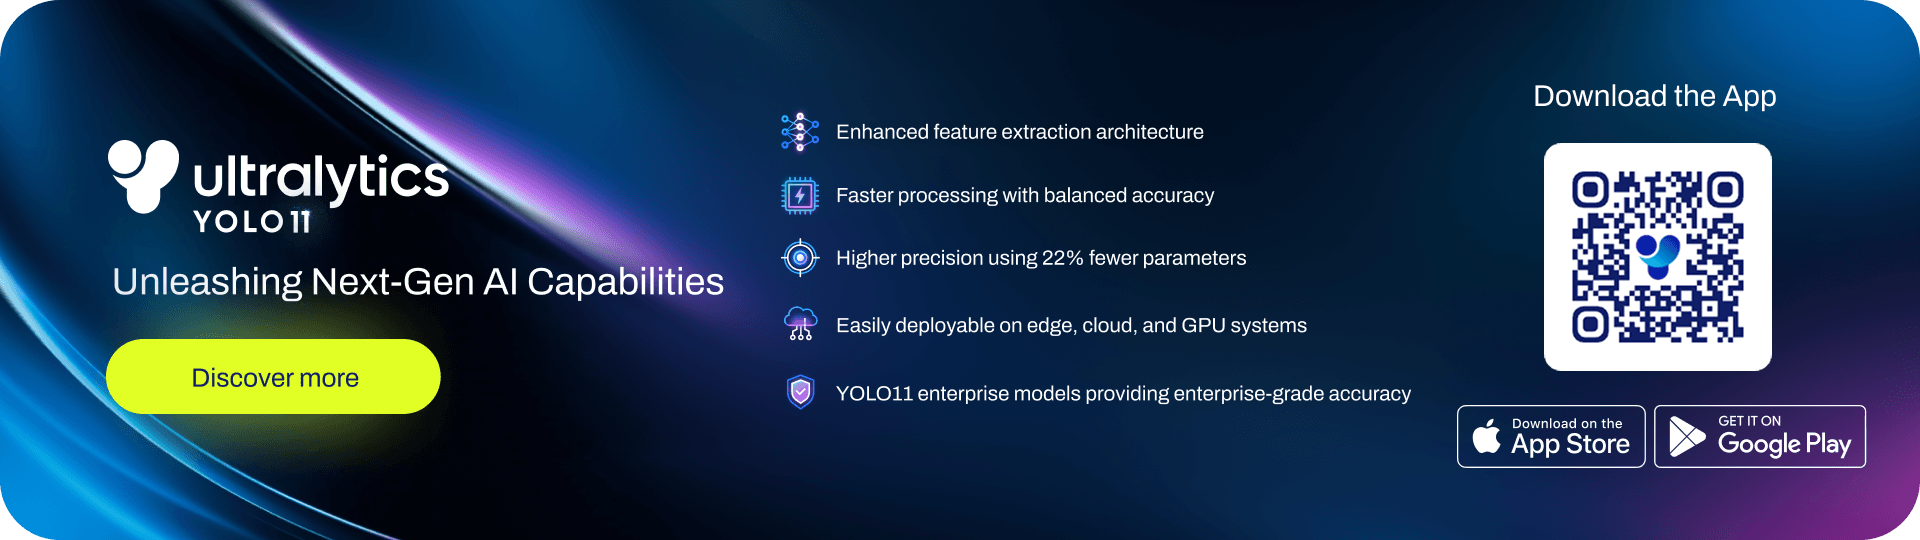 ultralytics
YOLO11
Unleashing Next-Gen AI Capabilities
Discover more
Enhanced feature extraction architecture
Faster processing with balanced accuracy
Higher precision using 22% fewer parameters
Easily deployable on edge, cloud, and GPU systems
YOLO11 enterprise models providing enterprise-grade accuracy
Download the App
Download on the
App Store
GET IT ON
Google Play